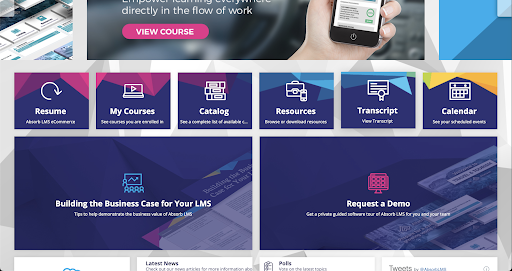 Empower learning everywhere
directly in the flow of work
VIEW COURSE
Resume
Absorb LMS eCommerce
My Courses
See courses you are enrolled in
Catalog
See a complete list of available c...
Resources
Browse or download resources
Transcript
View Transcript
Calendar
See your scheduled events
Building the Business Case for Your LMS
Tips to help demonstrate the business value of Absorb LMS
Request a Demo
Get a private guided software tour of Absorb LMS for you and your team
Latest News
Check out our news articles for more information about
Polls
Vote on the latest topics
Tweets by @AbsorbLMS